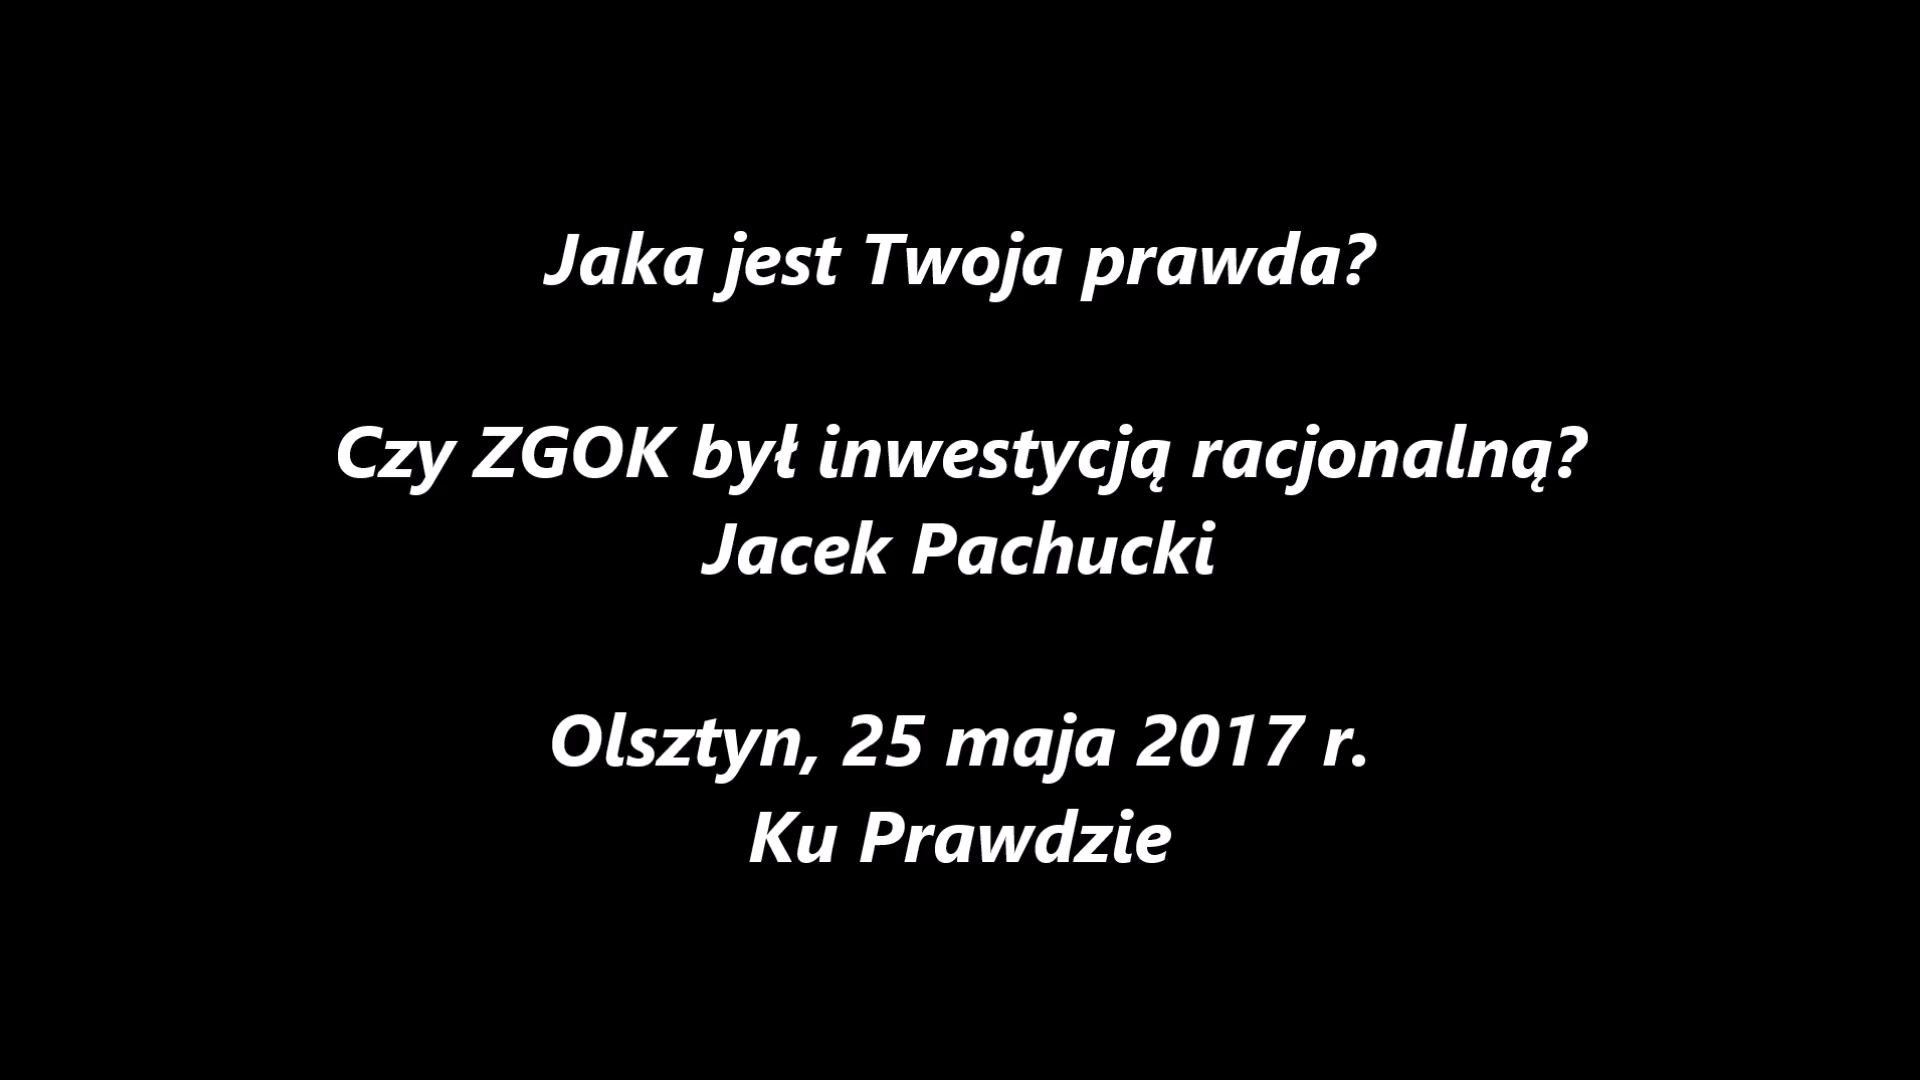 Jaka jest Twoja prawda?
Czy ZGOK był inwestycją racjonalną?
Jacek Pachucki
Olsztyn, 25 maja 2017 r.
Ku Prawdzie